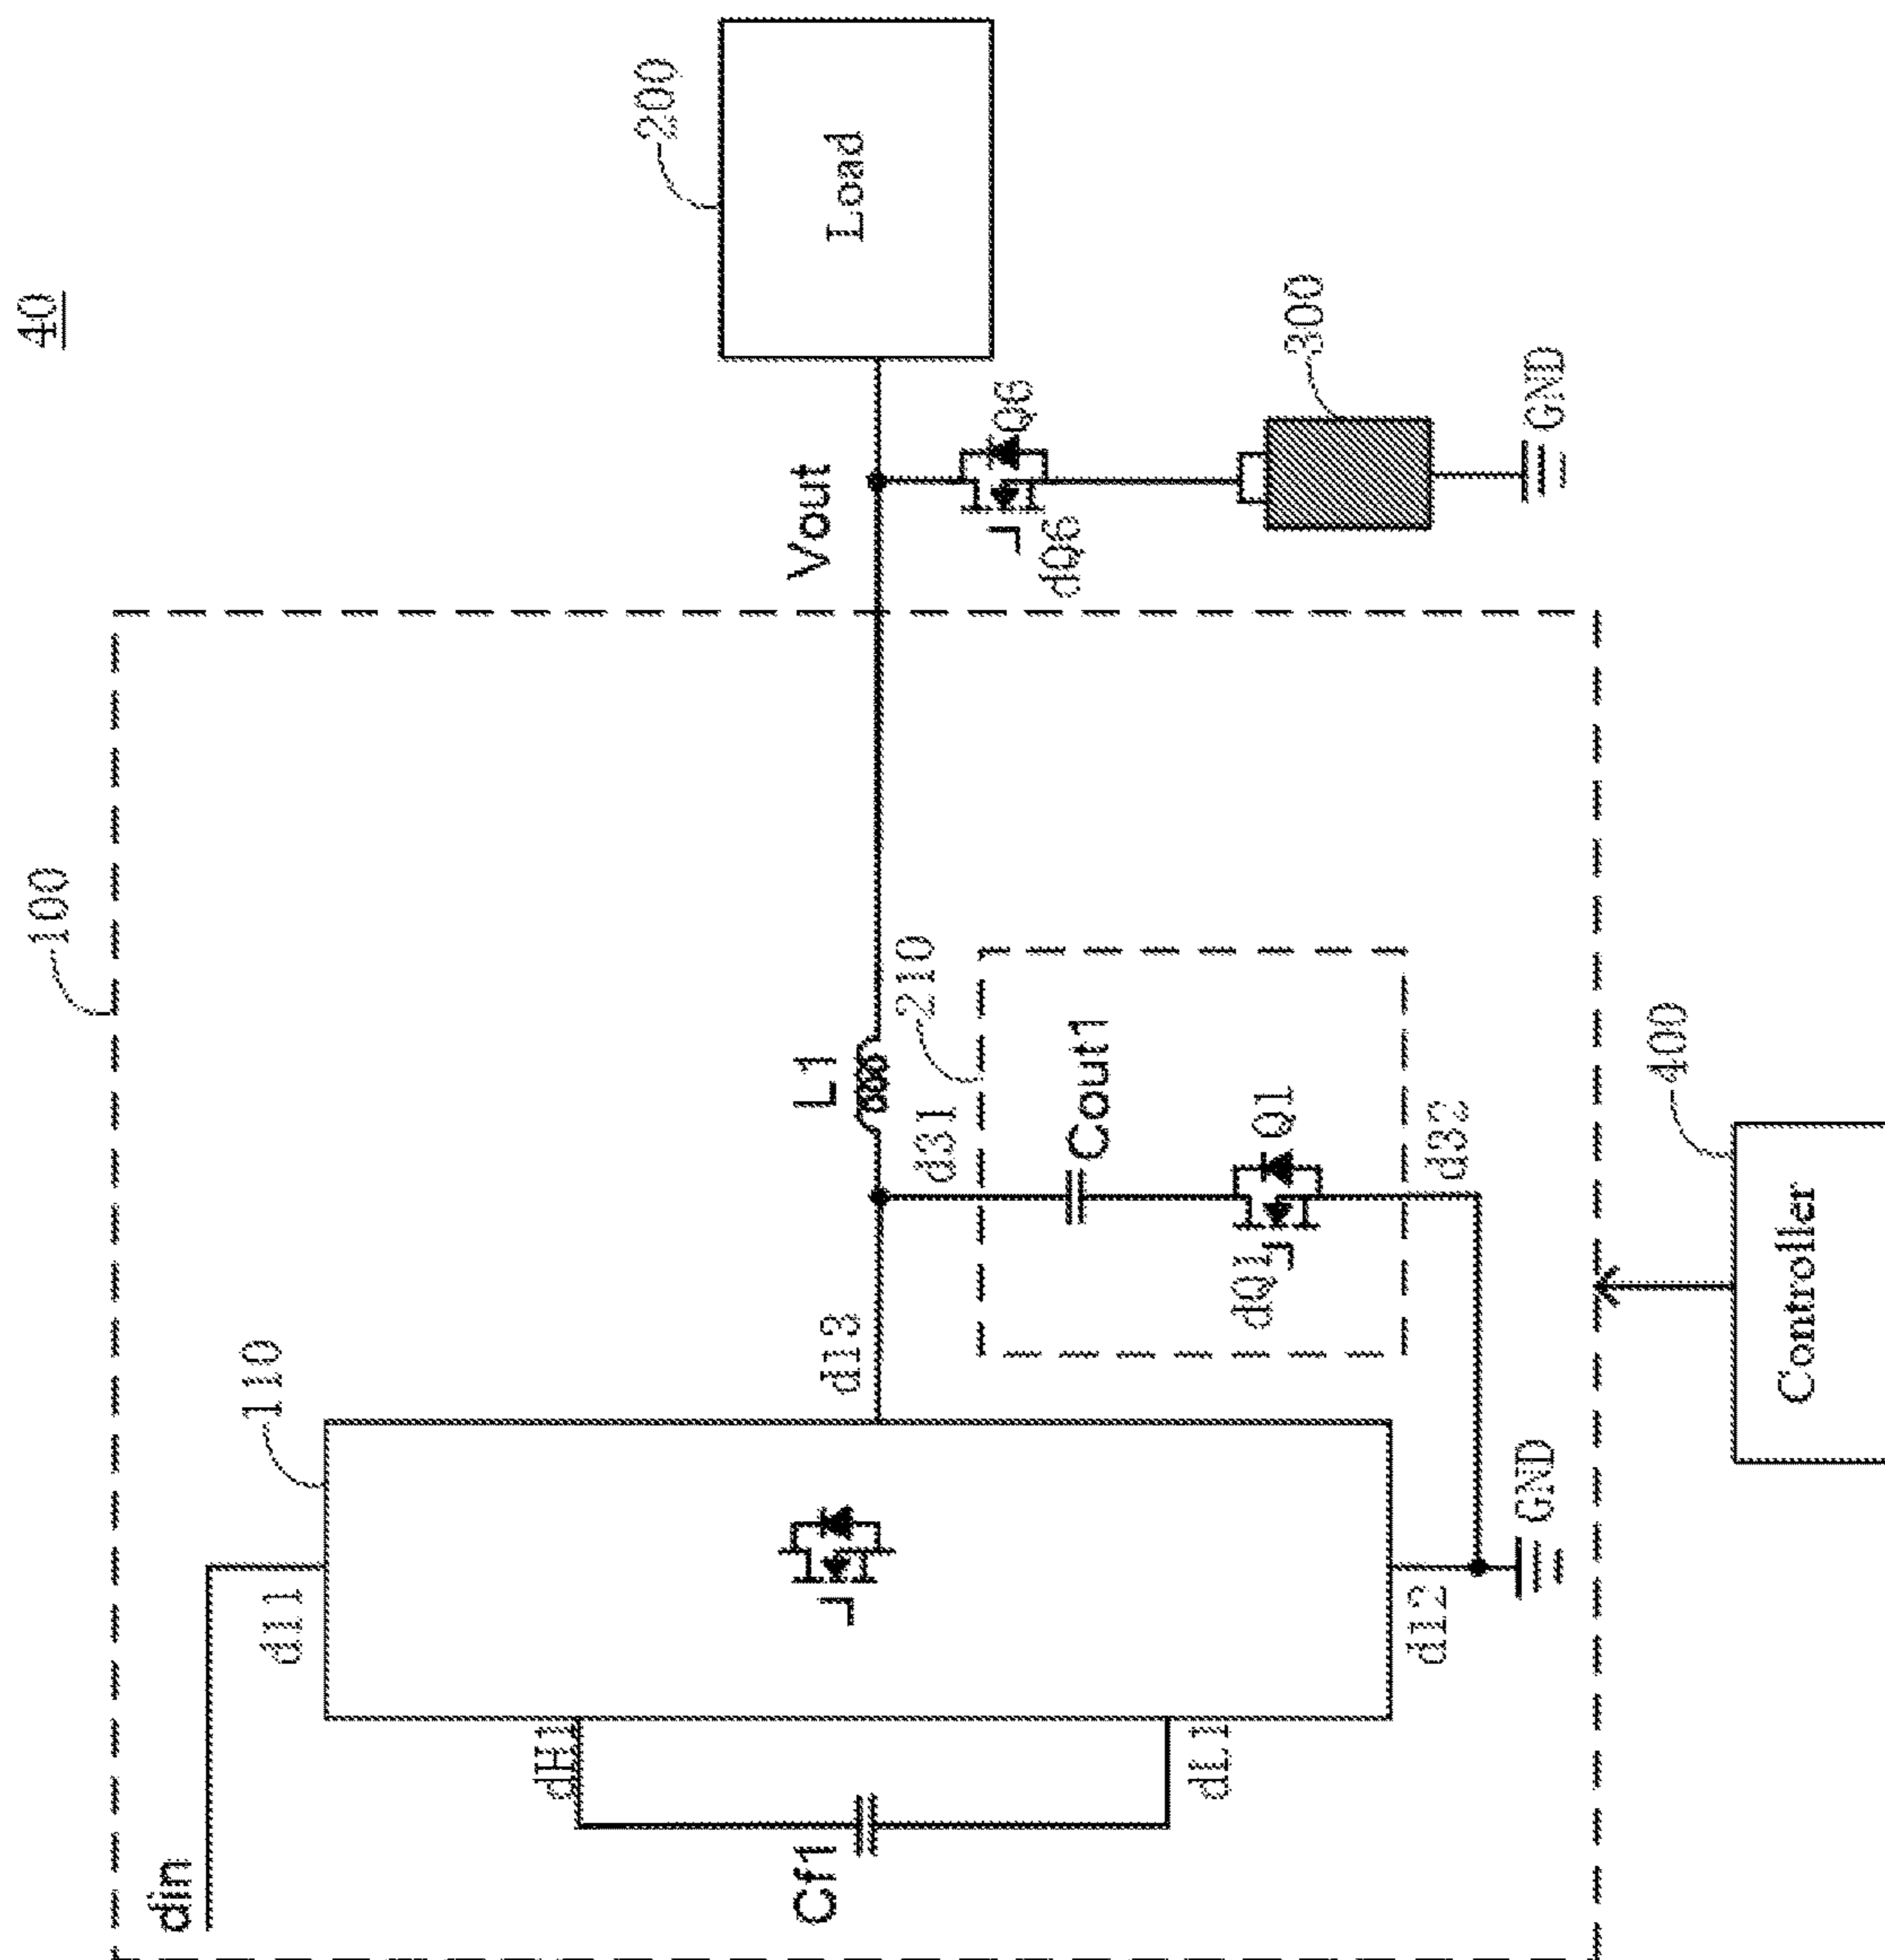 40
100
din
d11
110
dH1
Cf1
dL1
d12
GND
d13
L1
d31
210
Cout1
dQ1
Q1
d32
Vout
200
Load
Q6
dQ6
300
GND
400
Controller